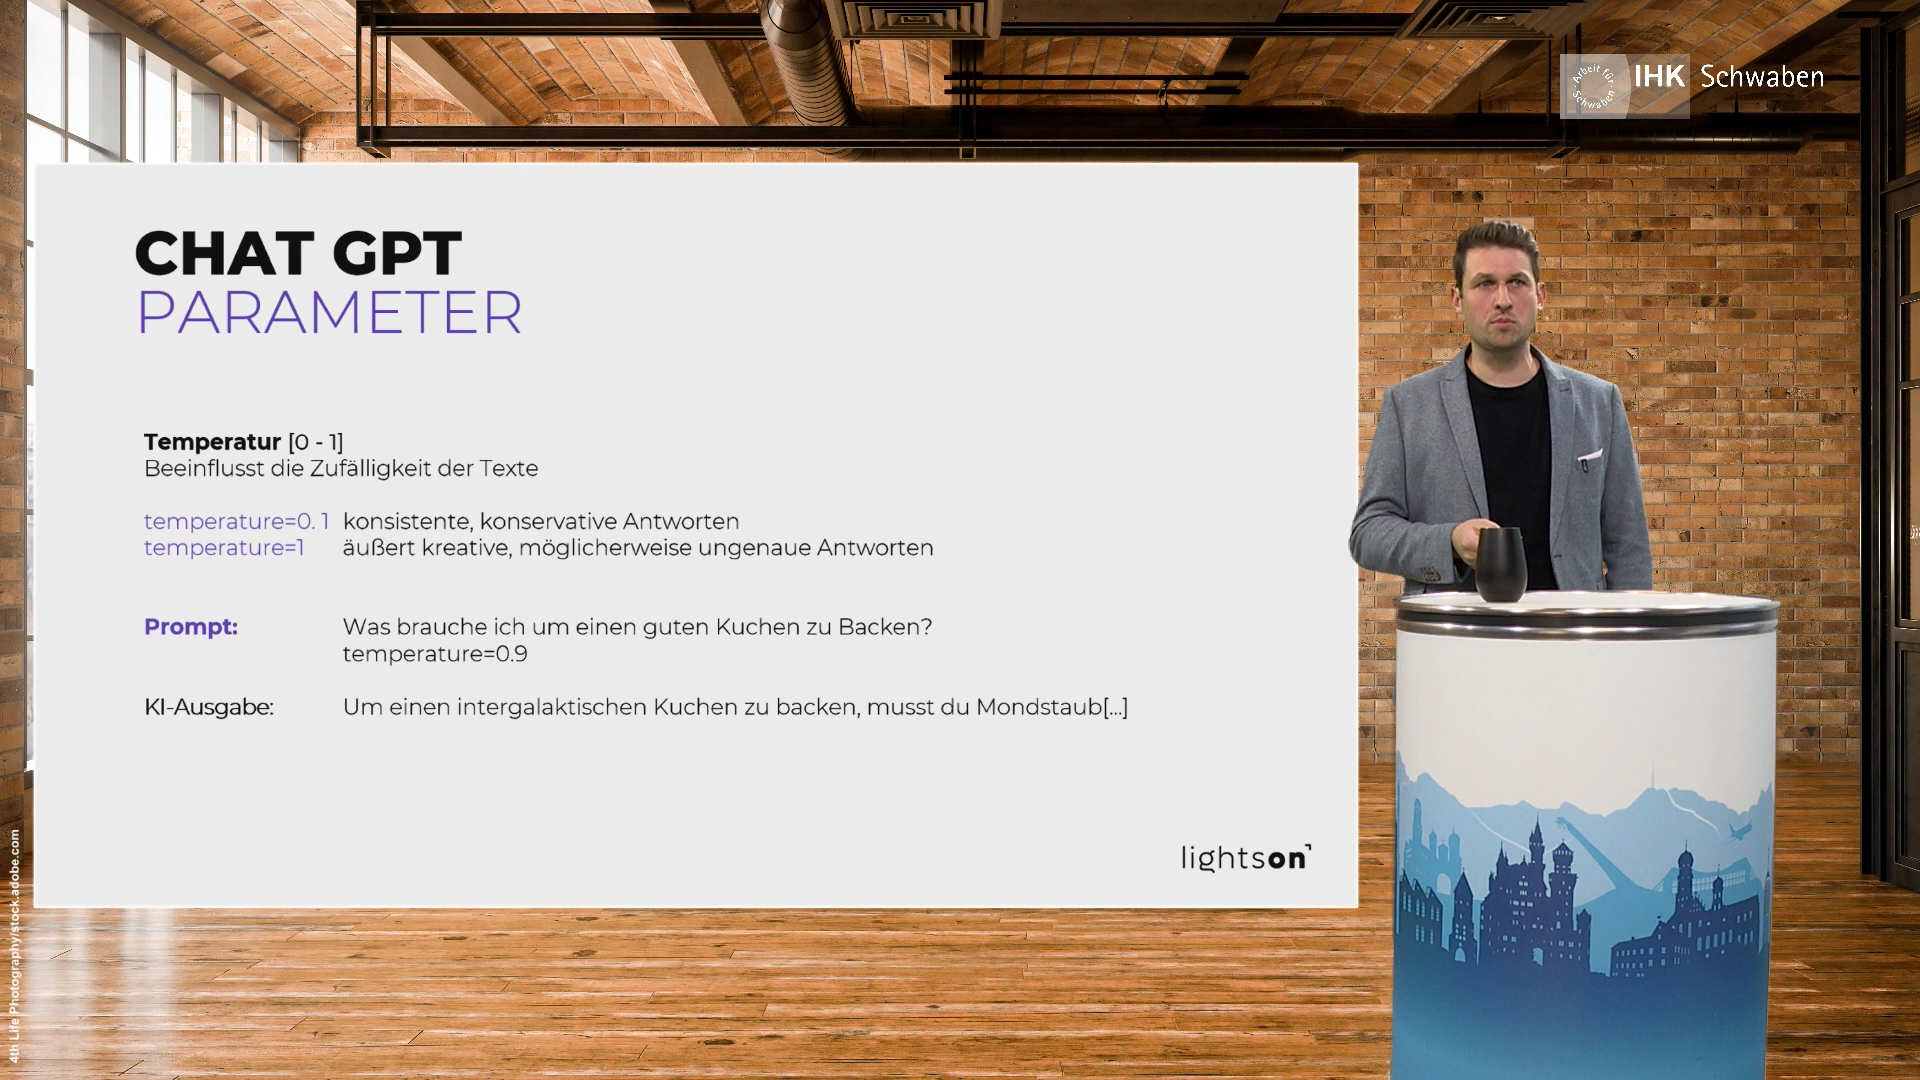 Arbeit für
Schwaben
IHK Schwaben
CHAT GPT
PARAMETER
Temperatur [0 - 1]
Beeinflusst die Zufälligkeit der Texte
temperature=0. 1 konsistente, konservative Antworten
temperature=1 äußert kreative, möglicherweise ungenaue Antworten
Prompt: Was brauche ich um einen guten Kuchen zu Backen?
temperature=0.9
KI-Ausgabe: Um einen intergalaktischen Kuchen zu backen, musst du Mondstaub[...]
lightson
4th Life Photography/stock.adobe.com